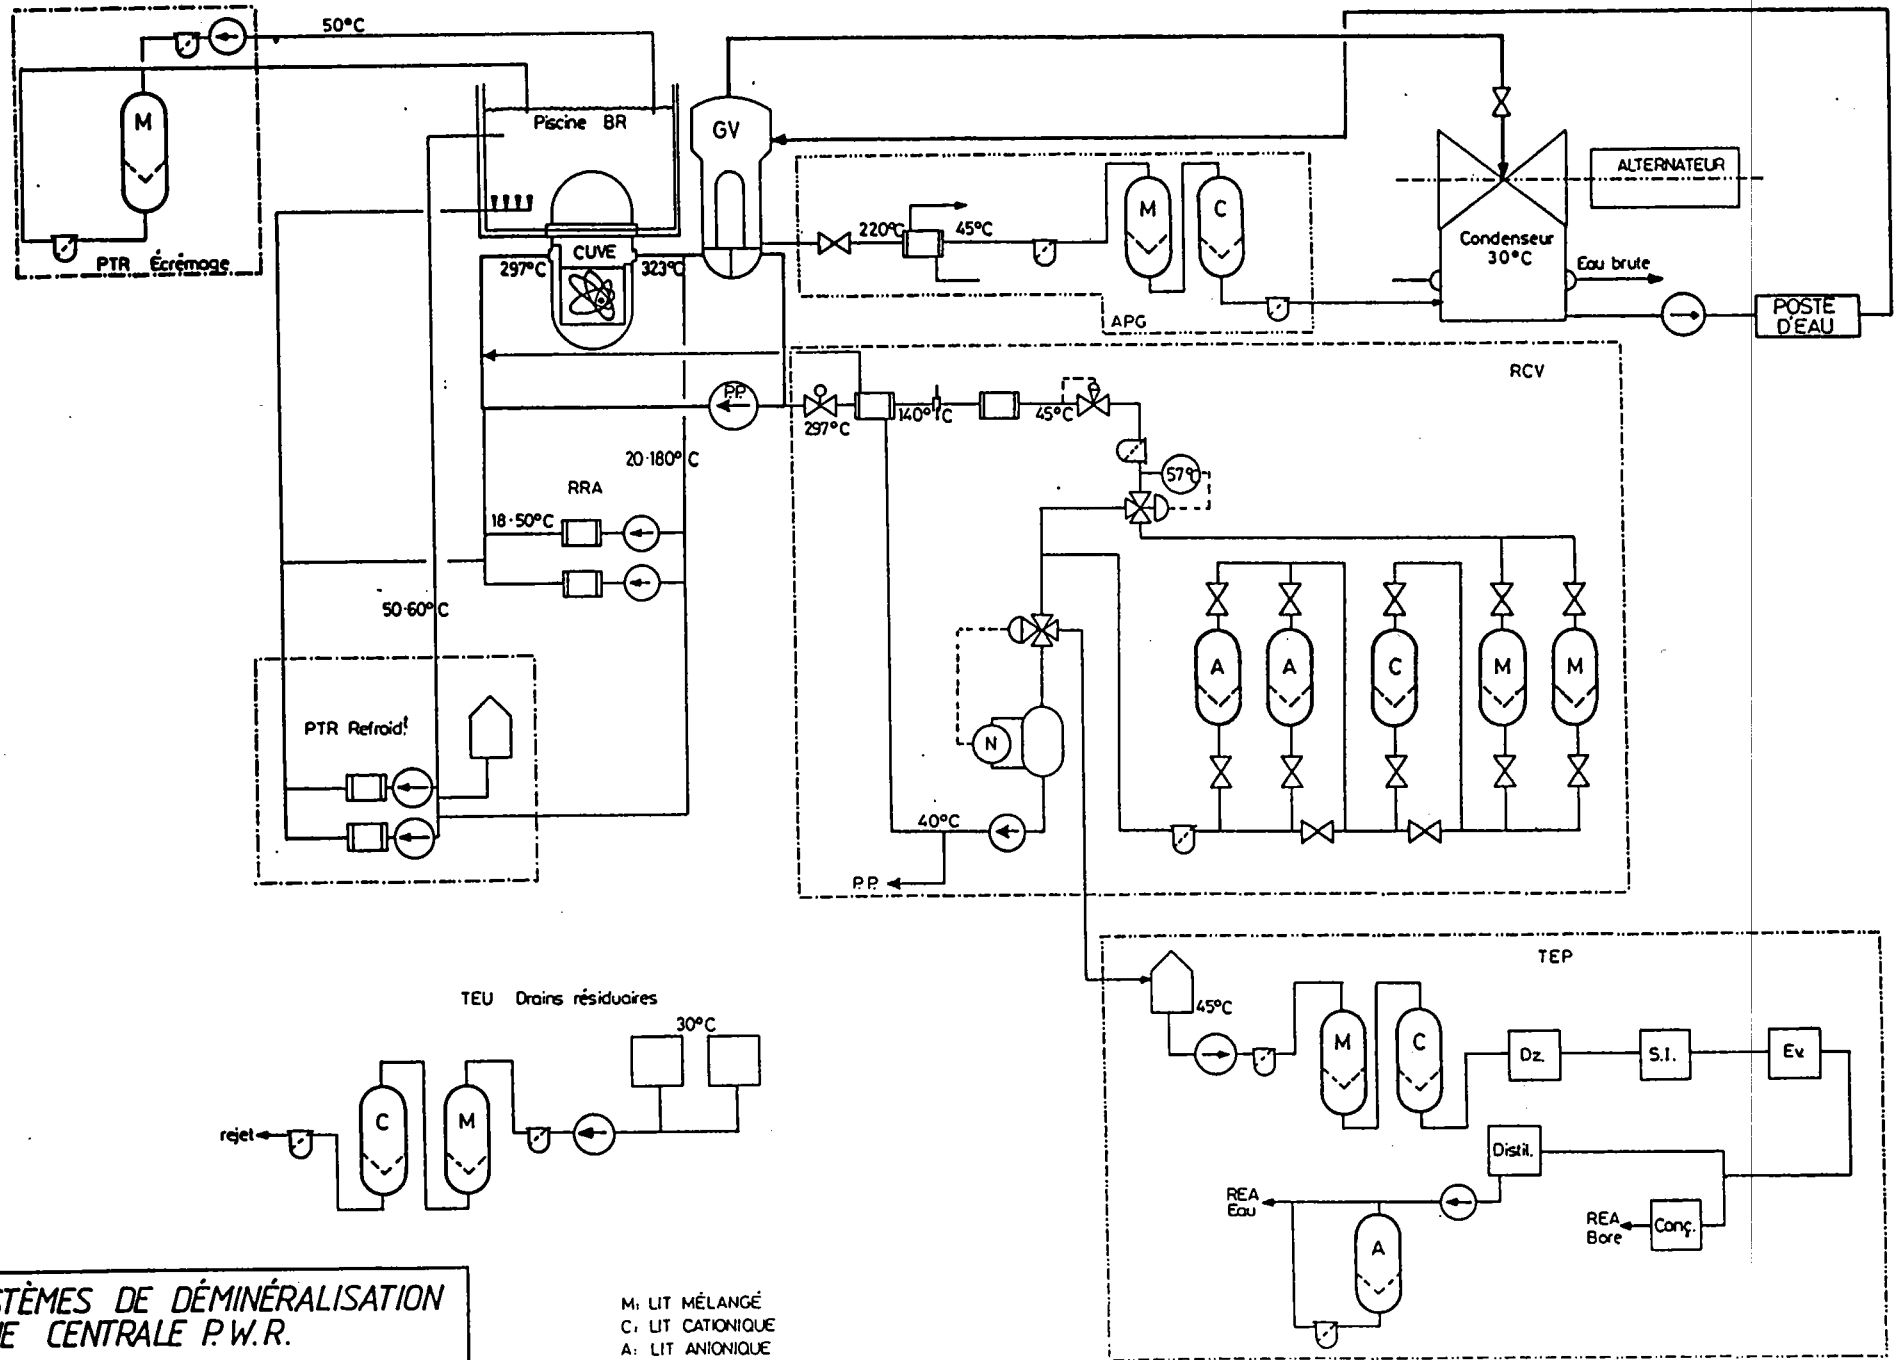 50°C
M
PTR Écrémage
Piscine BR
GV
CUVE
297°C
323°C
220°C
45°C
M
C
APG
ALTERNATEUR
Condenseur
30°C
Eau brute
POSTE
D'EAU
RCV
P.P.
297°C
140°C
45°C
57°C
20·180°C
RRA
18·50°C
50·60°C
A
A
C
M
M
PTR Refroid.t
N
40°C
P.P.
TEP
45°C
M
C
Dz.
S.I.
Ev.
Distil.
REA
Eau
A
REA
Bore
Conç.
TEU Drains résiduaires
30°C
C
M
rejet
STÈMES DE DÉMINÉRALISATION
E CENTRALE P.W.R.
M: LIT MÉLANGÉ
C: LIT CATIONIQUE
A: LIT ANIONIQUE